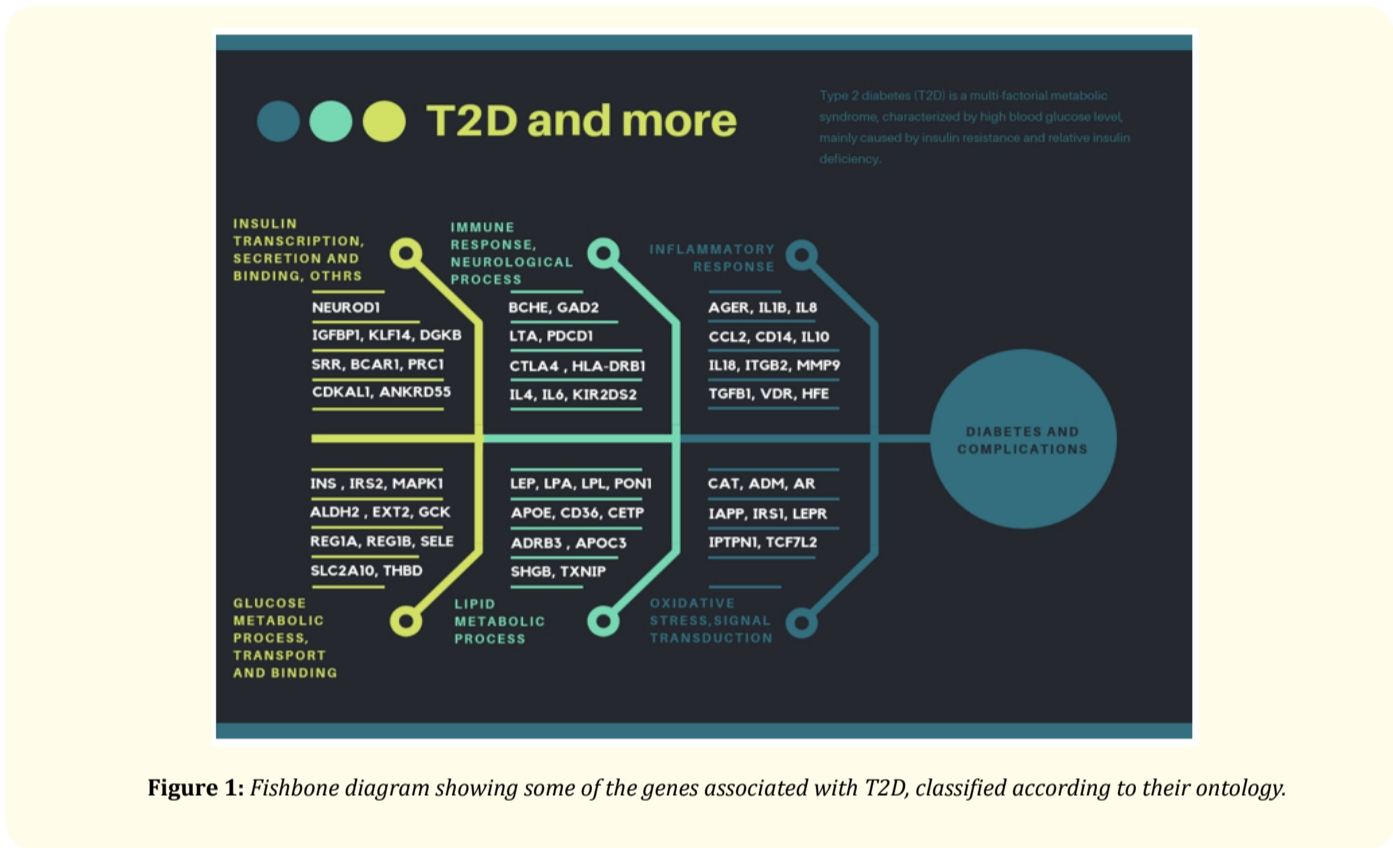 T2D and more
Type 2 diabetes (T2D) is a multi-factorial metabolic
syndrome, characterized by high blood glucose level,
mainly caused by insulin resistance and relative insulin
deficiency.
INSULIN
TRANSCRIPTION,
SECRETION AND
BINDING, OTHRS
NEUROD1
IGFBP1, KLF14, DGKB
SRR, BCAR1, PRC1
CDKAL1, ANKRD55
IMMUNE
RESPONSE,
NEUROLOGICAL
PROCESS
BCHE, GAD2
LTA, PDCD1
CTLA4 , HLA-DRB1
IL4, IL6, KIR2DS2
INFLAMMATORY
RESPONSE
AGER, IL1B, IL8
CCL2, CD14, IL10
IL18, ITGB2, MMP9
TGFB1, VDR, HFE
DIABETES AND
COMPLICATIONS
INS , IRS2, MAPK1
ALDH2 , EXT2, GCK
REG1A, REG1B, SELE
SLC2A10, THBD
GLUCOSE
METABOLIC
PROCESS,
TRANSPORT
AND BINDING
LEP, LPA, LPL, PON1
APOE, CD36, CETP
ADRB3 , APOC3
SHGB, TXNIP
LIPID
METABOLIC
PROCESS
CAT, ADM, AR
IAPP, IRS1, LEPR
IPTPN1, TCF7L2
OXIDATIVE
STRESS,SIGNAL
TRANSDUCTION
Figure 1: Fishbone diagram showing some of the genes associated with T2D, classified according to their ontology.